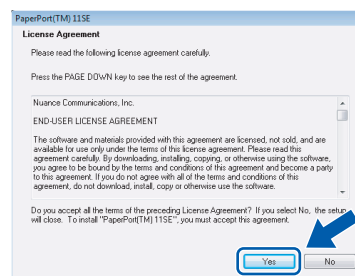 PaperPort(TM) 11SE
License Agreement
Please read the following license agreement carefully.
Press the PAGE DOWN key to see the rest of the agreement.
Nuance Communications, Inc.
END-USER LICENSE AGREEMENT
The software and materials provided with this agreement are licensed, not sold, and are
available for use only under the terms of this license agreement. Please read this
agreement carefully. By downloading, installing, copying, or otherwise using the software,
you agree to be bound by the terms and conditions of this agreement and become a party
to this agreement. If you do not agree with all of the terms and conditions of this
agreement, do not download, install, copy or otherwise use the software.
Do you accept all the terms of the preceding License Agreement? If you select No, the setup
will close. To install "PaperPort(TM) 11SE", you must accept this agreement.
Yes
No